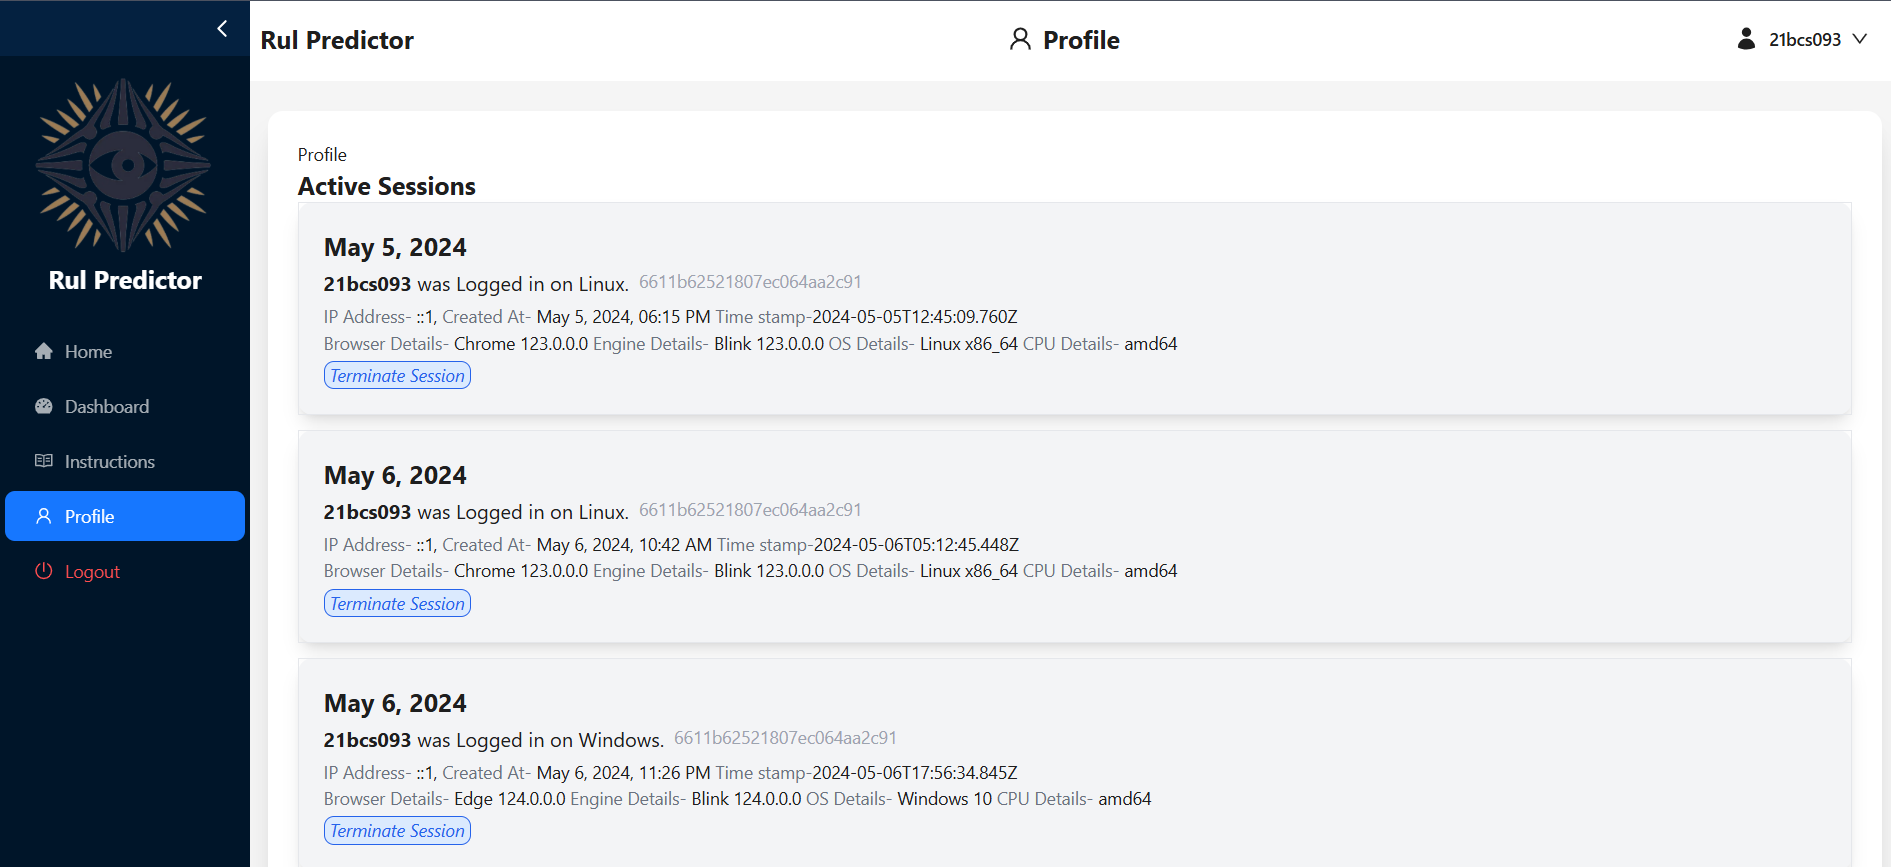 Rul Predictor
Home
Dashboard
Instructions
Profile
Logout
Rul Predictor
Profile
21bcs093
Profile
Active Sessions
May 5, 2024
21bcs093 was Logged in on Linux. 6611b62521807ec064aa2c91
IP Address- ::1, Created At- May 5, 2024, 06:15 PM Time stamp-2024-05-05T12:45:09.760Z
Browser Details- Chrome 123.0.0.0 Engine Details- Blink 123.0.0.0 OS Details- Linux x86_64 CPU Details- amd64
Terminate Session
May 6, 2024
21bcs093 was Logged in on Linux. 6611b62521807ec064aa2c91
IP Address- ::1, Created At- May 6, 2024, 10:42 AM Time stamp-2024-05-06T05:12:45.448Z
Browser Details- Chrome 123.0.0.0 Engine Details- Blink 123.0.0.0 OS Details- Linux x86_64 CPU Details- amd64
Terminate Session
May 6, 2024
21bcs093 was Logged in on Windows. 6611b62521807ec064aa2c91
IP Address- ::1, Created At- May 6, 2024, 11:26 PM Time stamp-2024-05-06T17:56:34.845Z
Browser Details- Edge 124.0.0.0 Engine Details- Blink 124.0.0.0 OS Details- Windows 10 CPU Details- amd64
Terminate Session